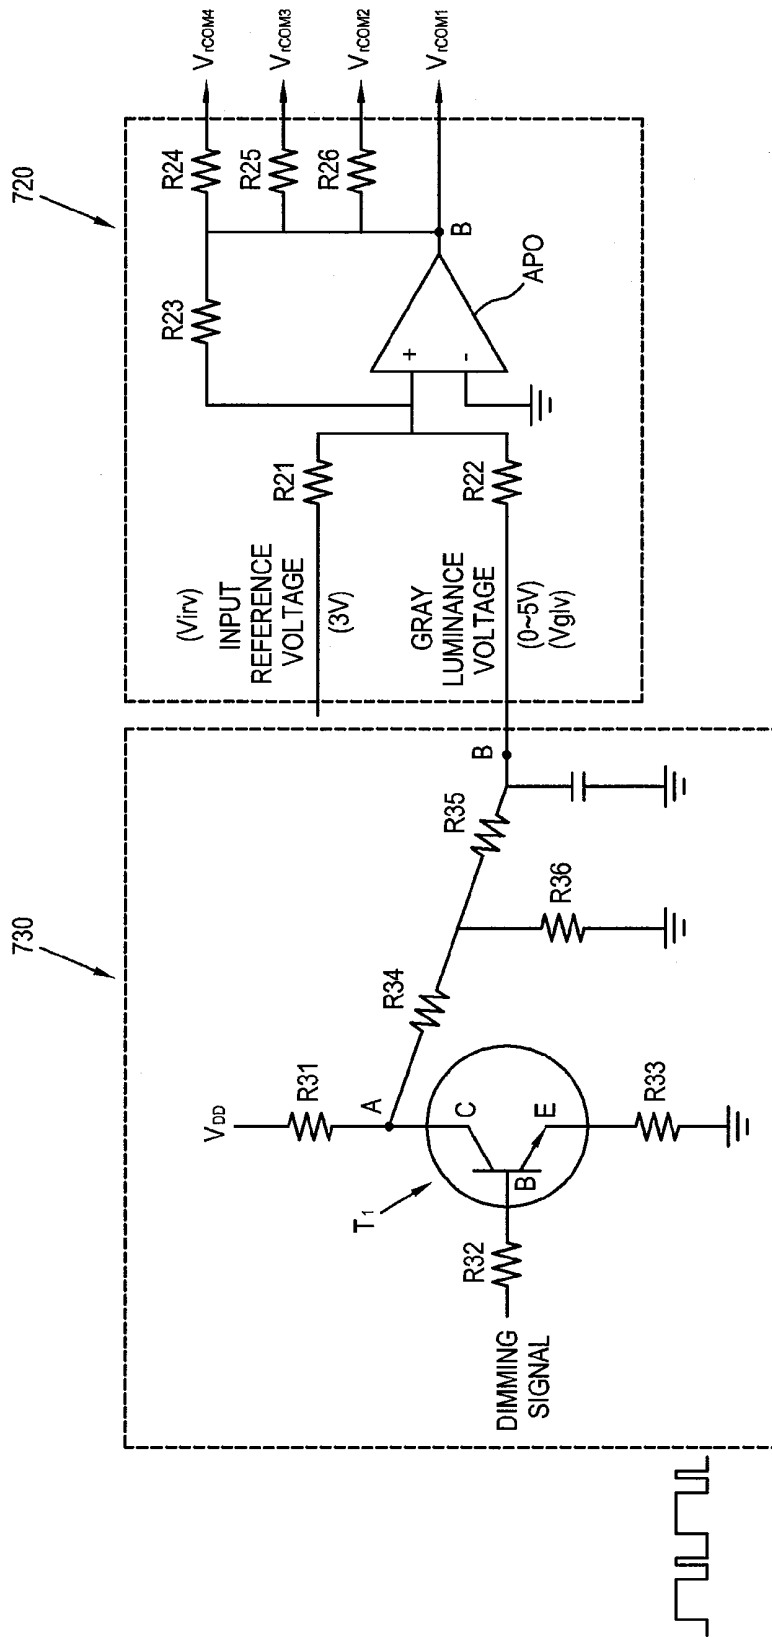 730
720
V_DD
R31
A
T₁
C
B
E
R32
DIMMING
SIGNAL
R33
R34
R35
R36
B
(Virv)
INPUT
REFERENCE
VOLTAGE
(3V)
R21
GRAY
LUMINANCE
VOLTAGE
(0~5V)
(Vglv)
R22
R23
+
-
APO
B
R24
R25
R26
VrCOM4
VrCOM3
VrCOM2
VrCOM1